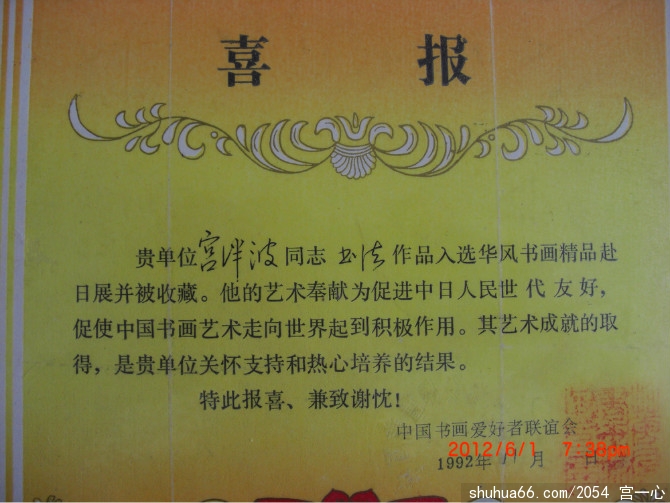 喜 报
贵单位宫泮波同志 书法作品入选华风书画精品赴
日展并被收藏。他的艺术奉献为促进中日人民世代友好，
促使中国书画艺术走向世界起到积极作用。其艺术成就的取
得，是贵单位关怀支持和热心培养的结果。
特此报喜、兼致谢忱！
中国书画爱好者联谊会
2012/6/1 7:38pm
1992年11月 日
shuhua66.com/2054 宫一心